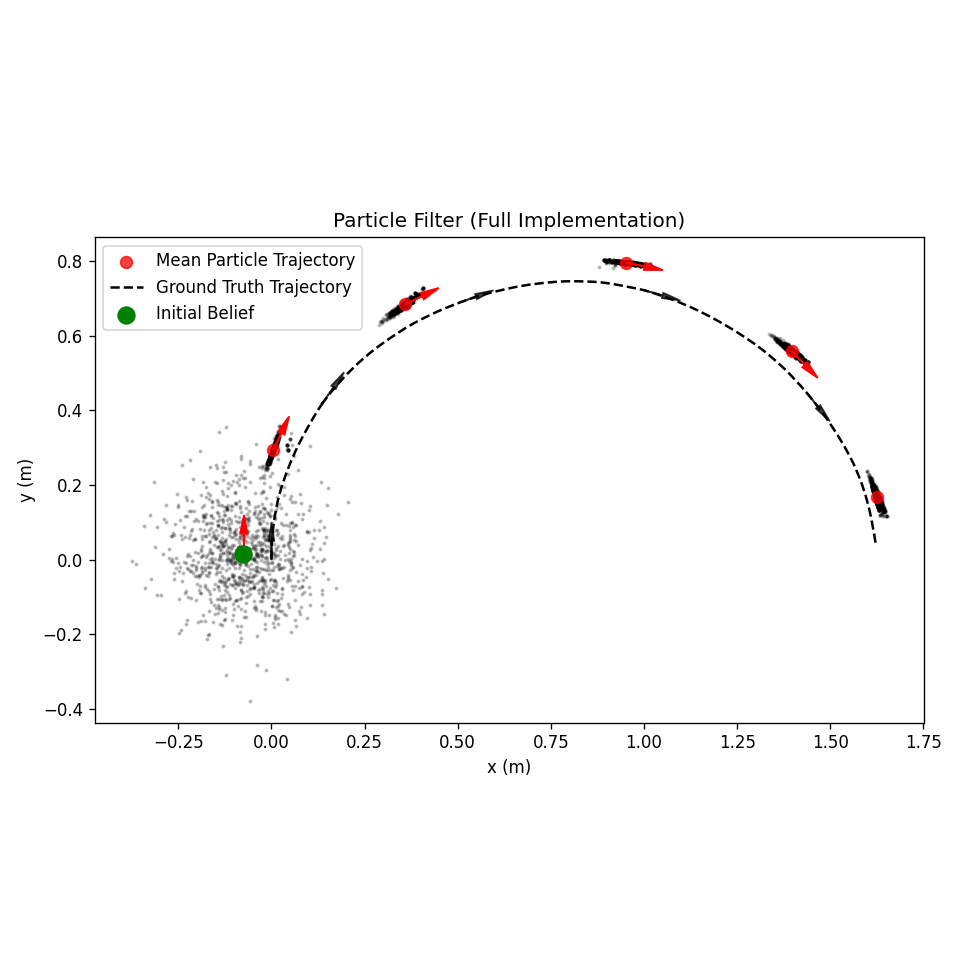 Particle Filter (Full Implementation)
Mean Particle Trajectory
Ground Truth Trajectory
Initial Belief
0.8
0.6
0.4
0.2
0.0
−0.2
−0.4
y (m)
−0.25 0.00 0.25 0.50 0.75 1.00 1.25 1.50 1.75
x (m)